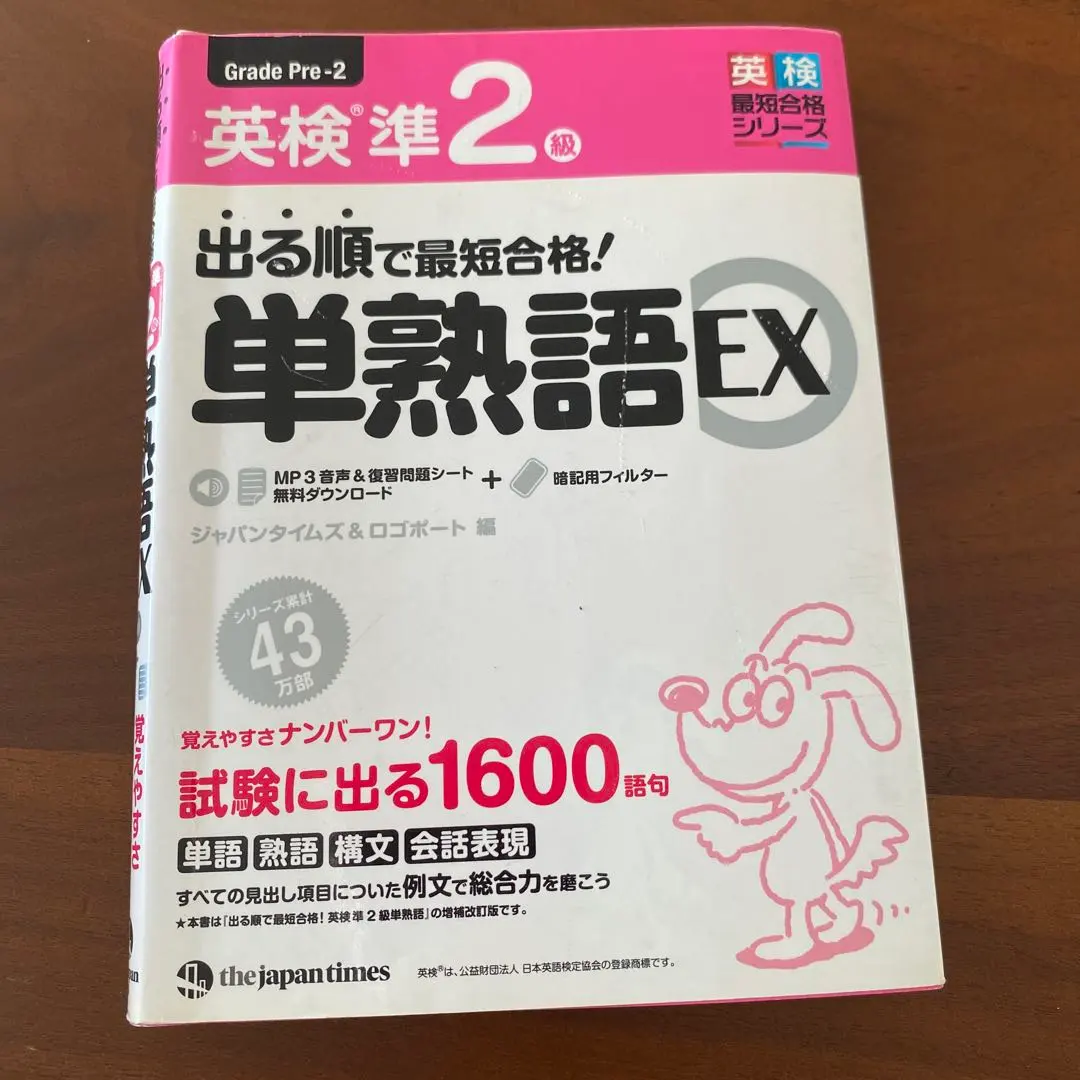 Grade Pre-2
英検®準2級
英検
最短合格
シリーズ
出る順で最短合格!
単熟語EX
MP3音声&復習問題シート
無料ダウンロード
+
暗記用フィルター
ジャパンタイムズ&ロゴポート 編
シリーズ累計
43
万部
覚えやすさナンバーワン!
試験に出る1600語句
単語 熟語 構文 会話表現
すべての見出し項目についた例文で総合力を磨こう
★本書は『出る順で最短合格!英検準2級単熟語』の増補改訂版です。
the japan times
英検®は、公益財団法人 日本英語検定協会の登録商標です。
単熟語EX
覚えやすさ